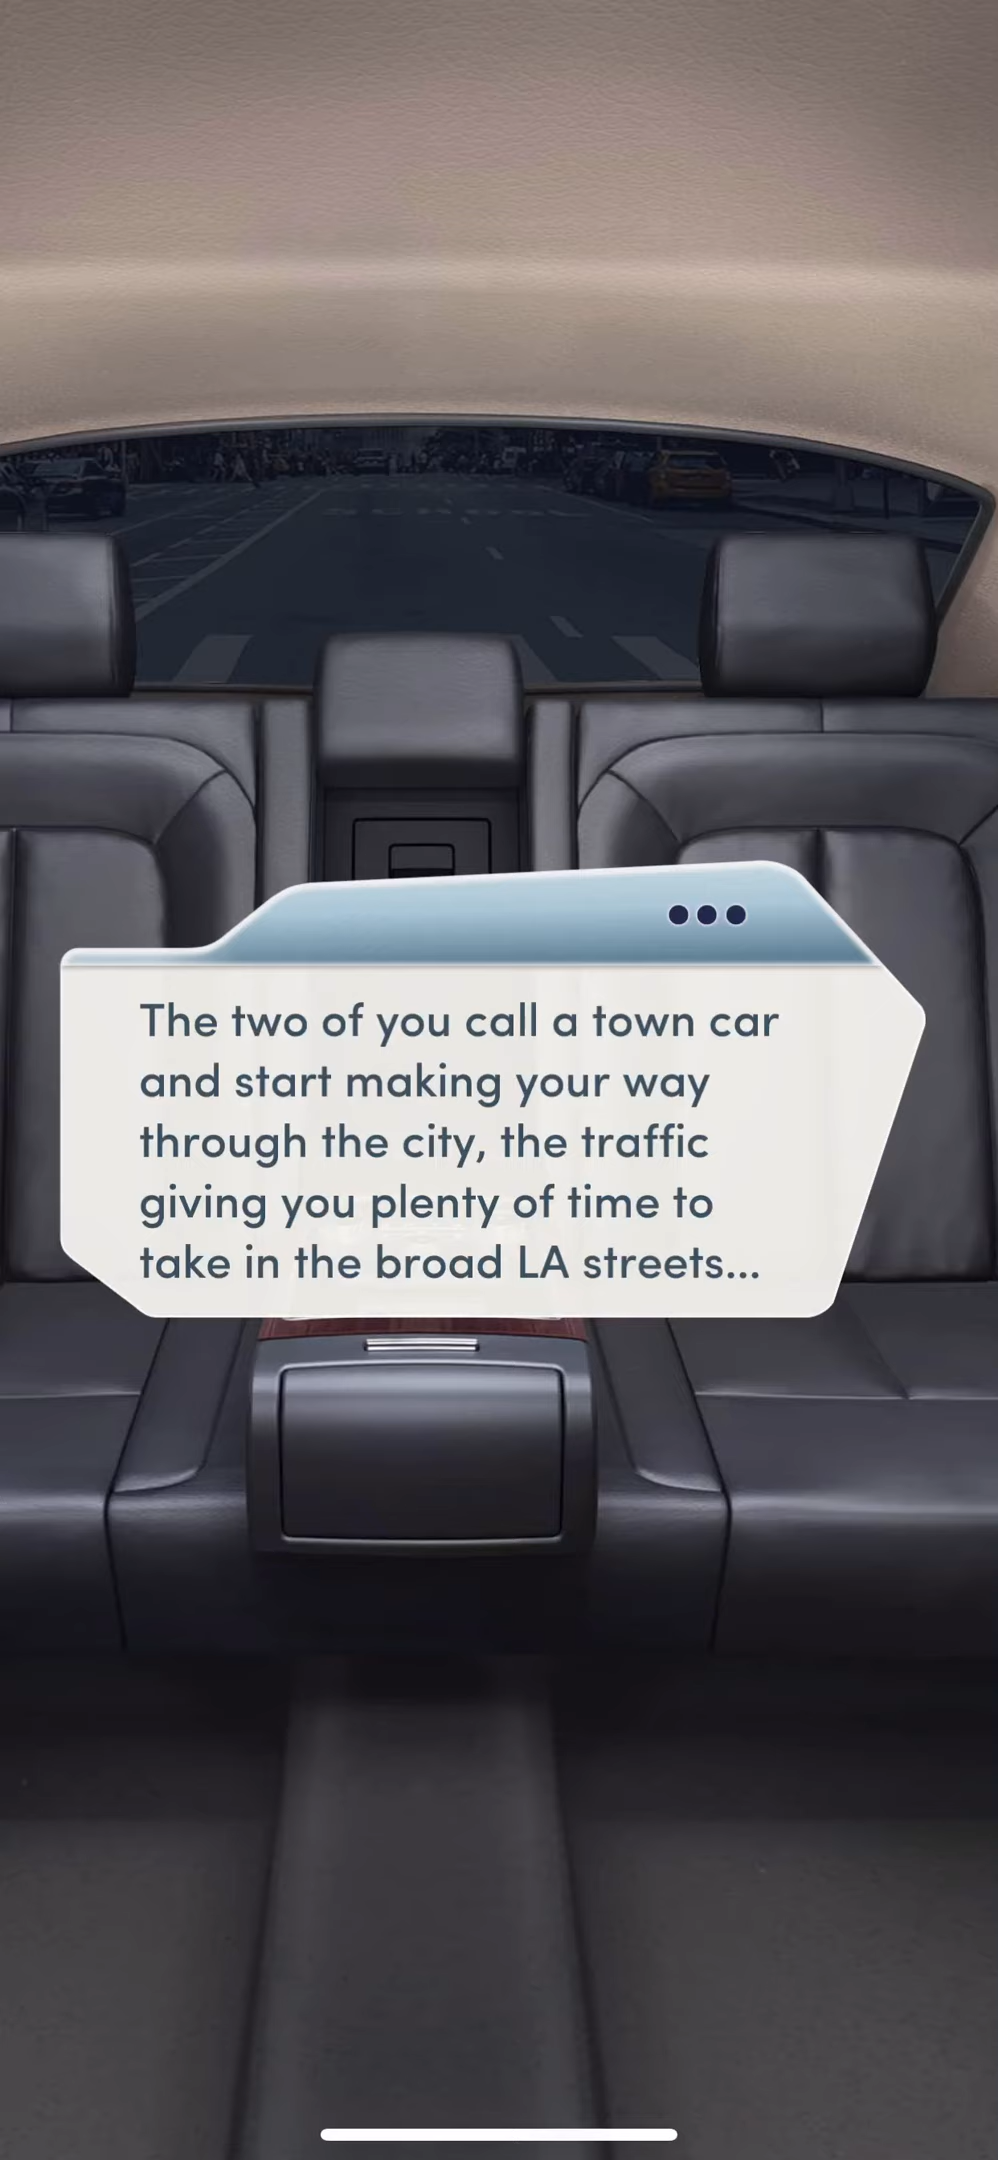 The two of you call a town car
and start making your way
through the city, the traffic
giving you plenty of time to
take in the broad LA streets...